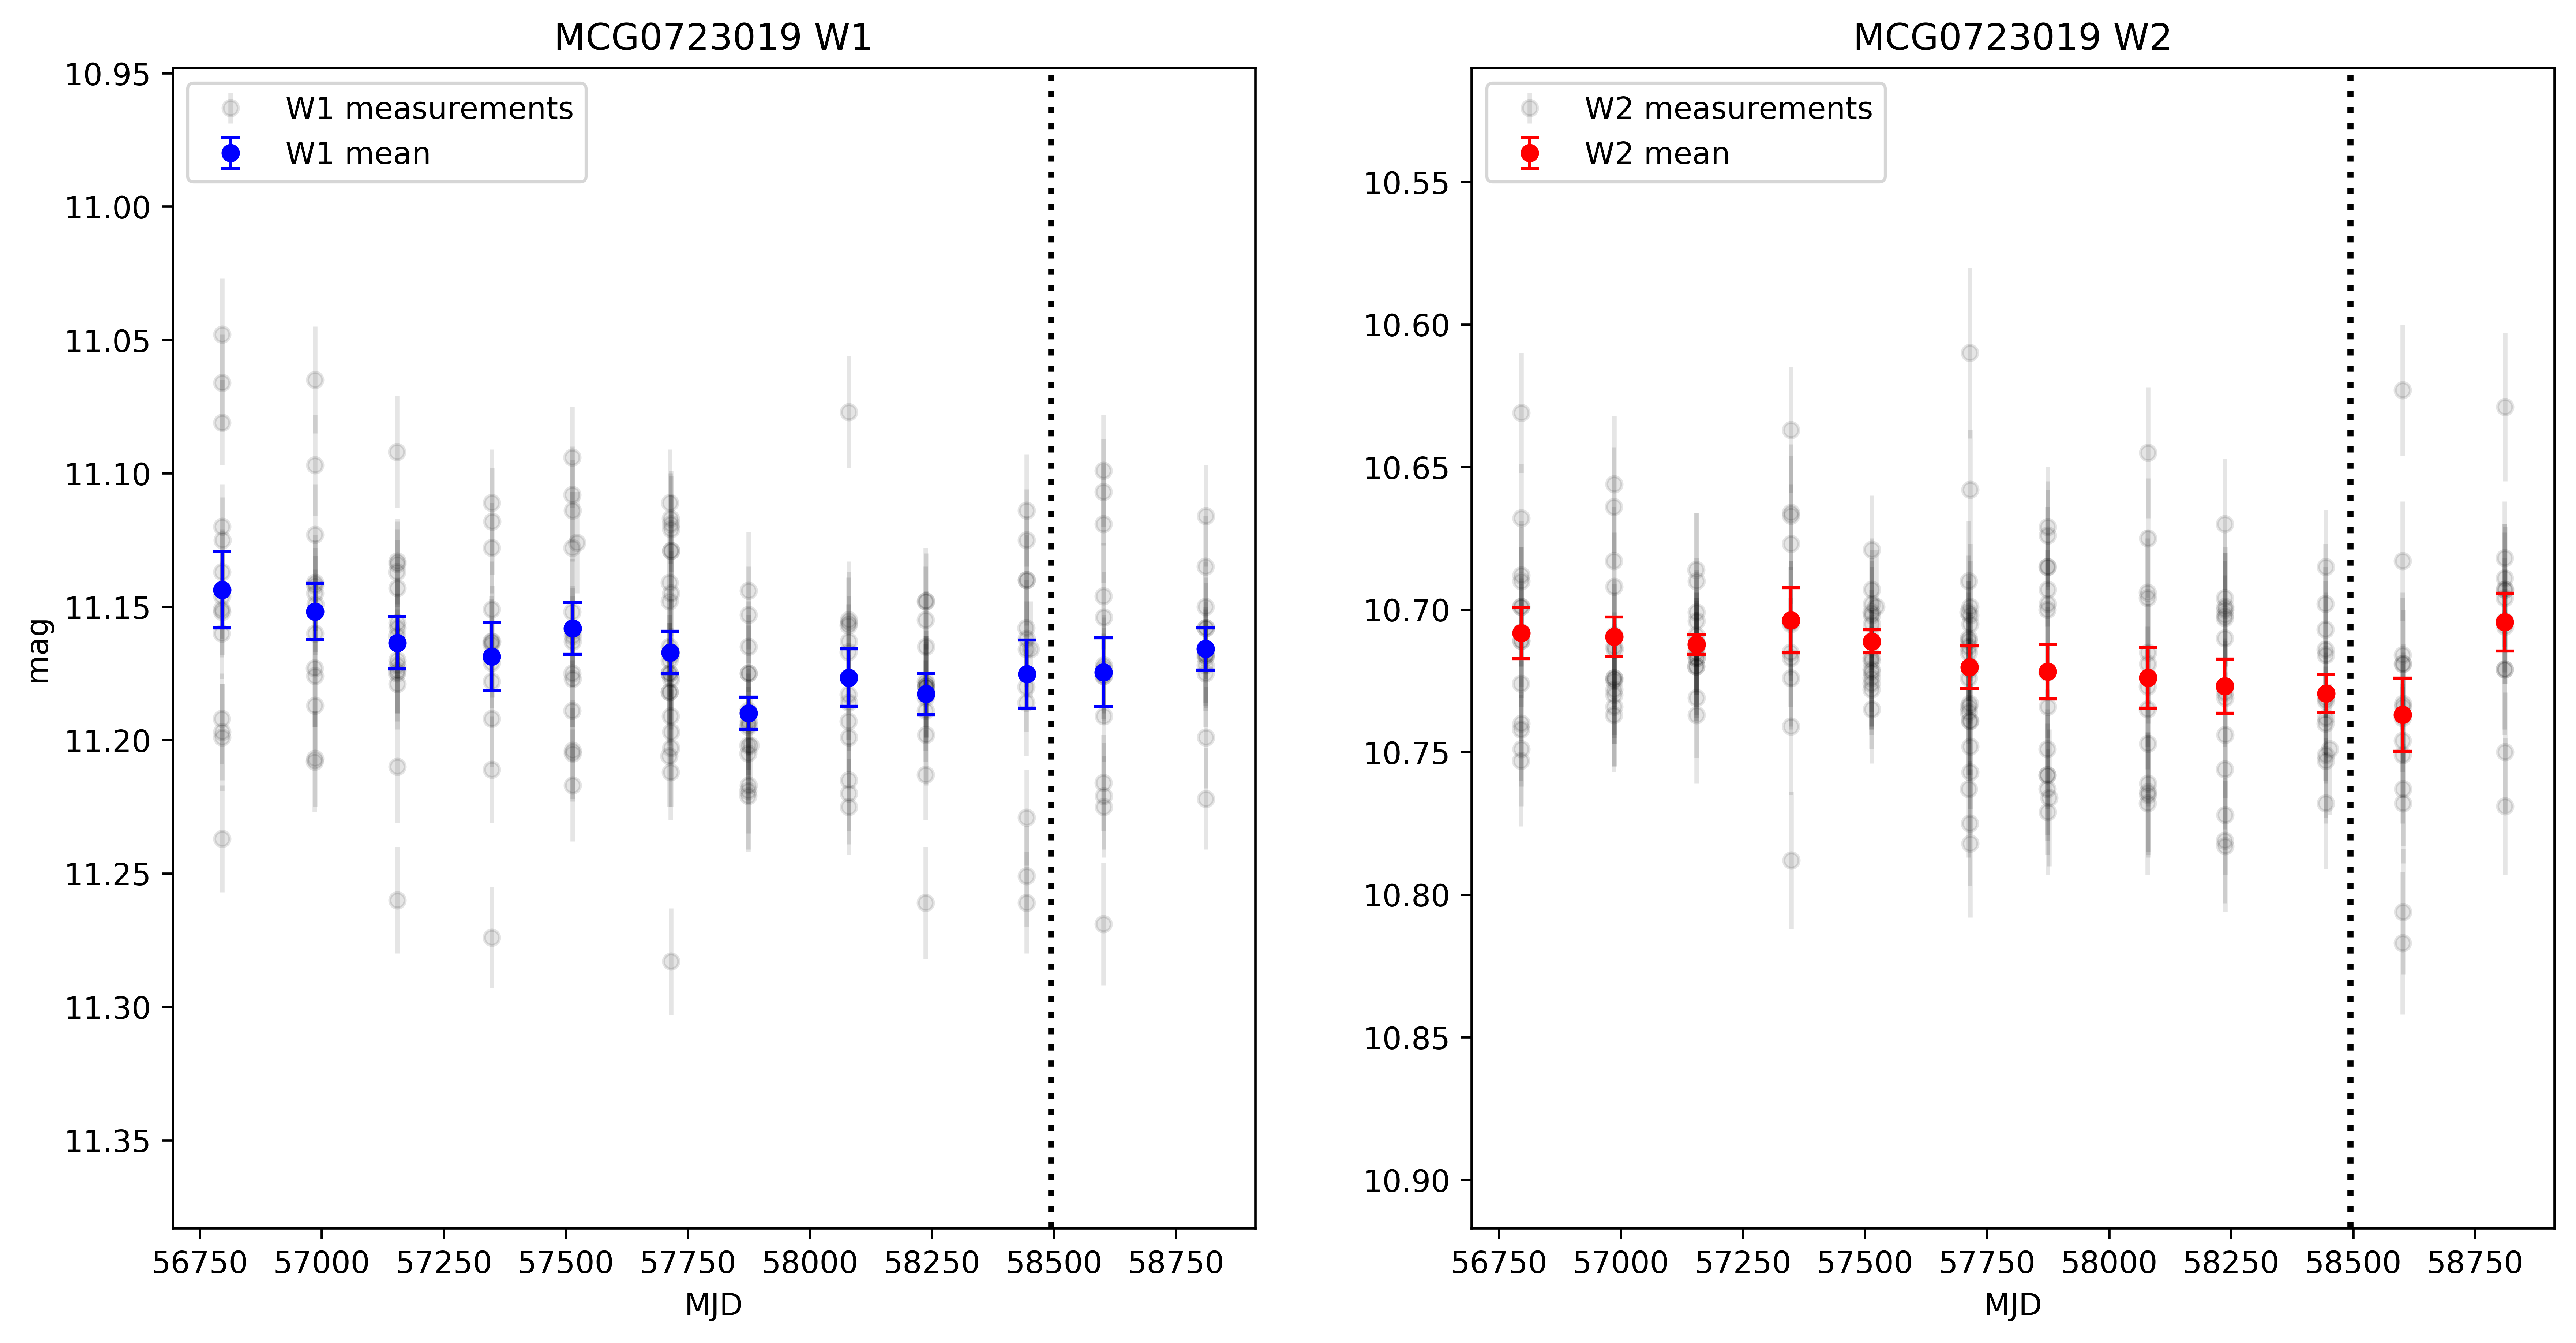 MCG0723019 W1
W1 measurements
W1 mean
mag
10.95
11.00
11.05
11.10
11.15
11.20
11.25
11.30
11.35
56750 57000 57250 57500 57750 58000 58250 58500 58750
MJD
MCG0723019 W2
W2 measurements
W2 mean
10.55
10.60
10.65
10.70
10.75
10.80
10.85
10.90
56750 57000 57250 57500 57750 58000 58250 58500 58750
MJD